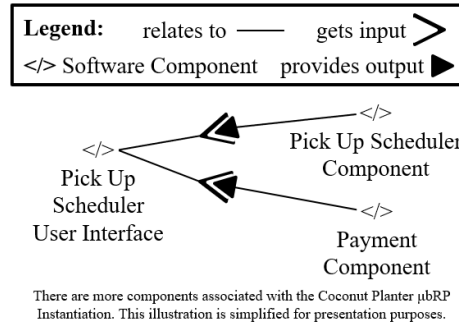 Legend: relates to gets input
</> Software Component provides output
</>
Pick Up Scheduler
Component
</>
Pick Up
Scheduler
User Interface
</>
Payment
Component
There are more components associated with the Coconut Planter μbRP
Instantiation. This illustration is simplified for presentation purposes.